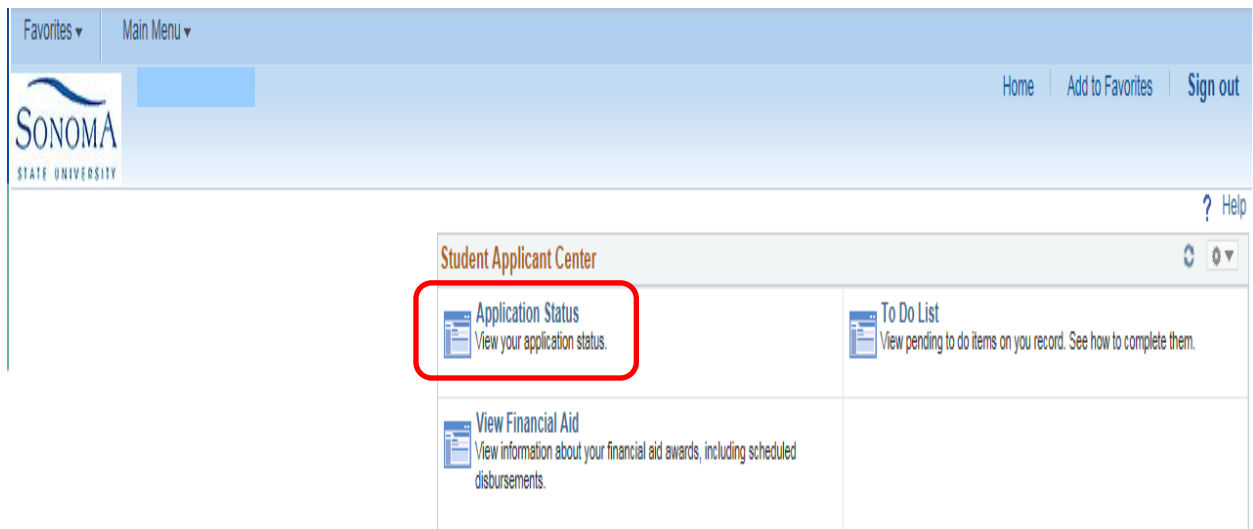 Favorites ▾ Main Menu ▾
Home Add to Favorites Sign out
SONOMA
STATE UNIVERSITY
? Help
Student Applicant Center
Application Status
View your application status.
To Do List
View pending to do items on you record. See how to complete them.
View Financial Aid
View information about your financial aid awards, including scheduled
disbursements.